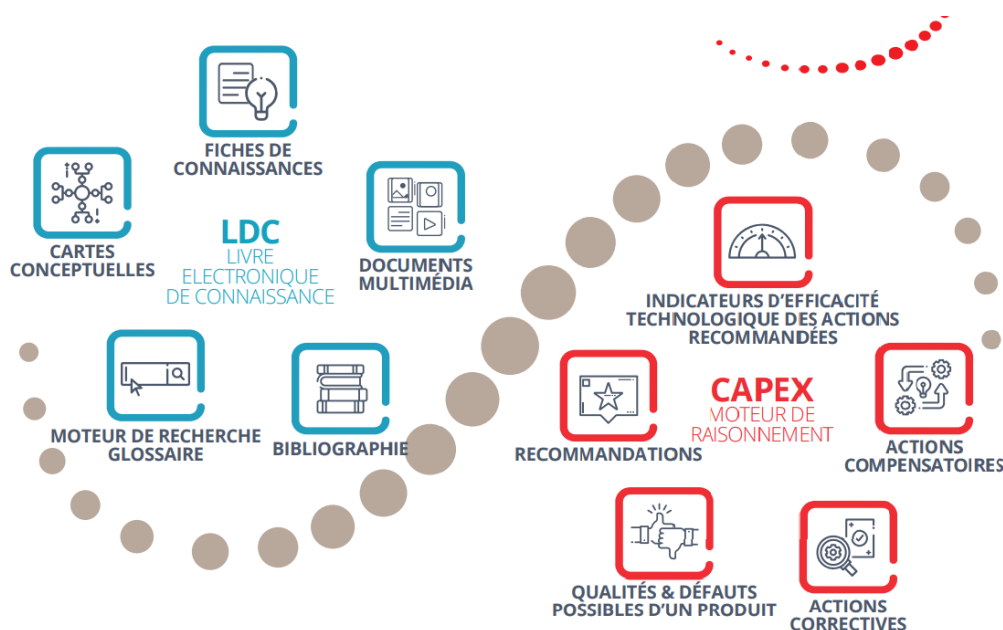 FICHES DE
CONNAISSANCES
CARTES
CONCEPTUELLES
LDC
LIVRE
ELECTRONIQUE
DE CONNAISSANCE
DOCUMENTS
MULTIMÉDIA
MOTEUR DE RECHERCHE
GLOSSAIRE
BIBLIOGRAPHIE
INDICATEURS D'EFFICACITÉ
TECHNOLOGIQUE DES ACTIONS
RECOMMANDÉES
CAPEX
MOTEUR DE
RAISONNEMENT
RECOMMANDATIONS
ACTIONS
COMPENSATOIRES
QUALITÉS & DÉFAUTS
POSSIBLES D'UN PRODUIT
ACTIONS
CORRECTIVES